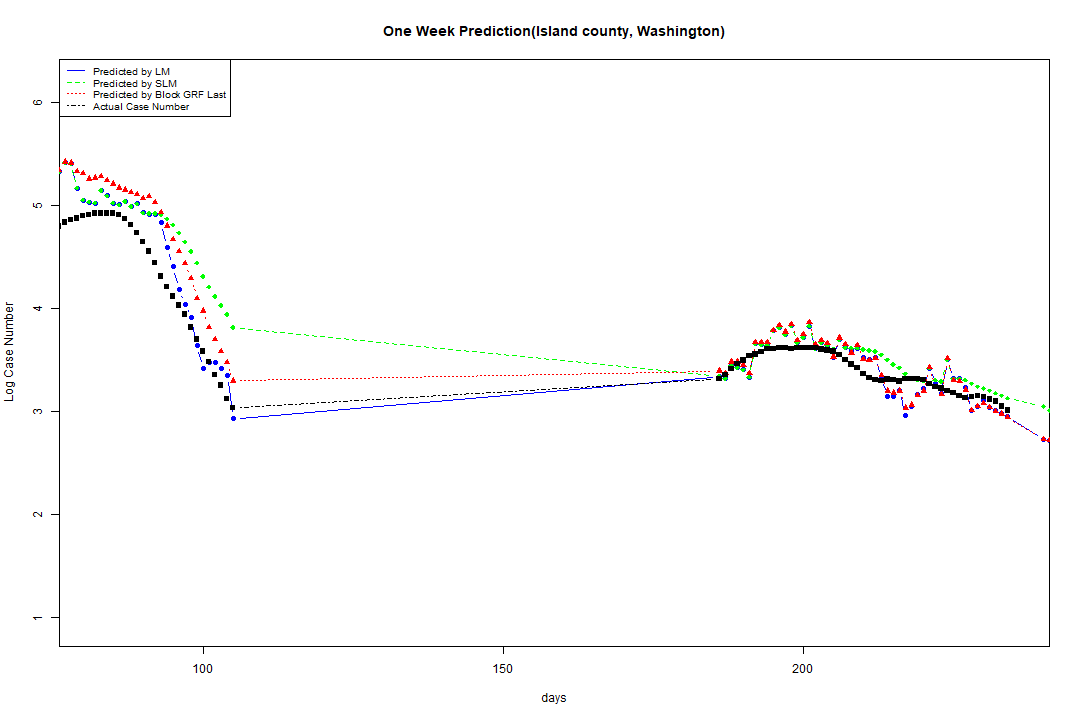 One Week Prediction(Island county, Washington)
Predicted by LM
Predicted by SLM
Predicted by Block GRF Last
Actual Case Number
Log Case Number
6
5
4
3
2
1
100 150 200
days